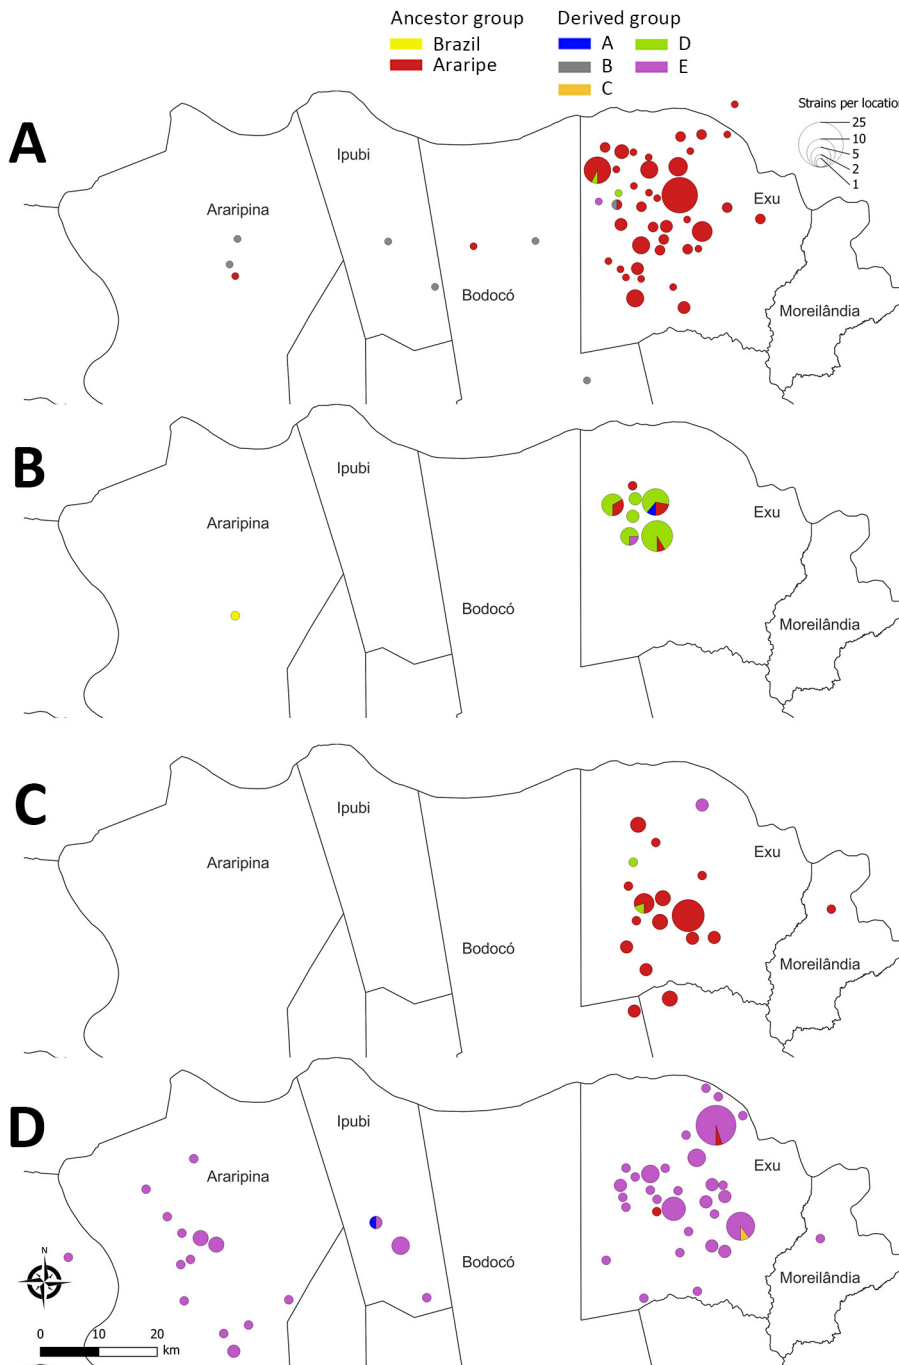 Ancestor group
Derived group
Brazil
A
D
Araripe
B
E
C
Strains per location
25
10
5
2
1
A
Ipubi
Araripina
Exu
Bodocó
Moreilândia
B
Ipubi
Araripina
Exu
Bodocó
Moreilândia
C
Ipubi
Araripina
Exu
Bodocó
Moreilândia
D
Ipubi
Araripina
Exu
Bodocó
Moreilândia
N
0 10 20
km